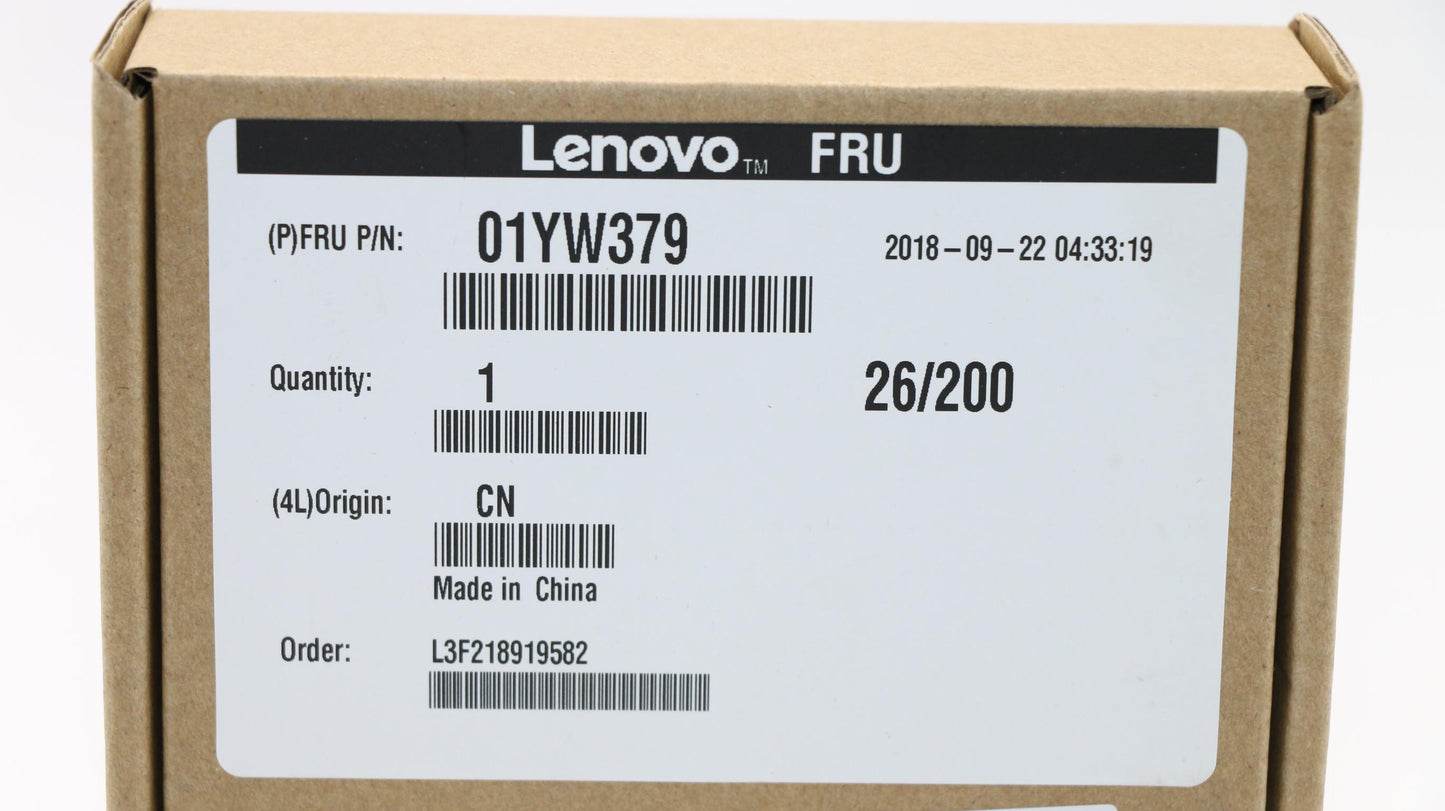 Lenovo™ FRU
(P)FRU P/N: 01YW379 2018-09-22 04:33:19
Quantity: 1 26/200
(4L)Origin: CN
Made in China
Order: L3F218919582